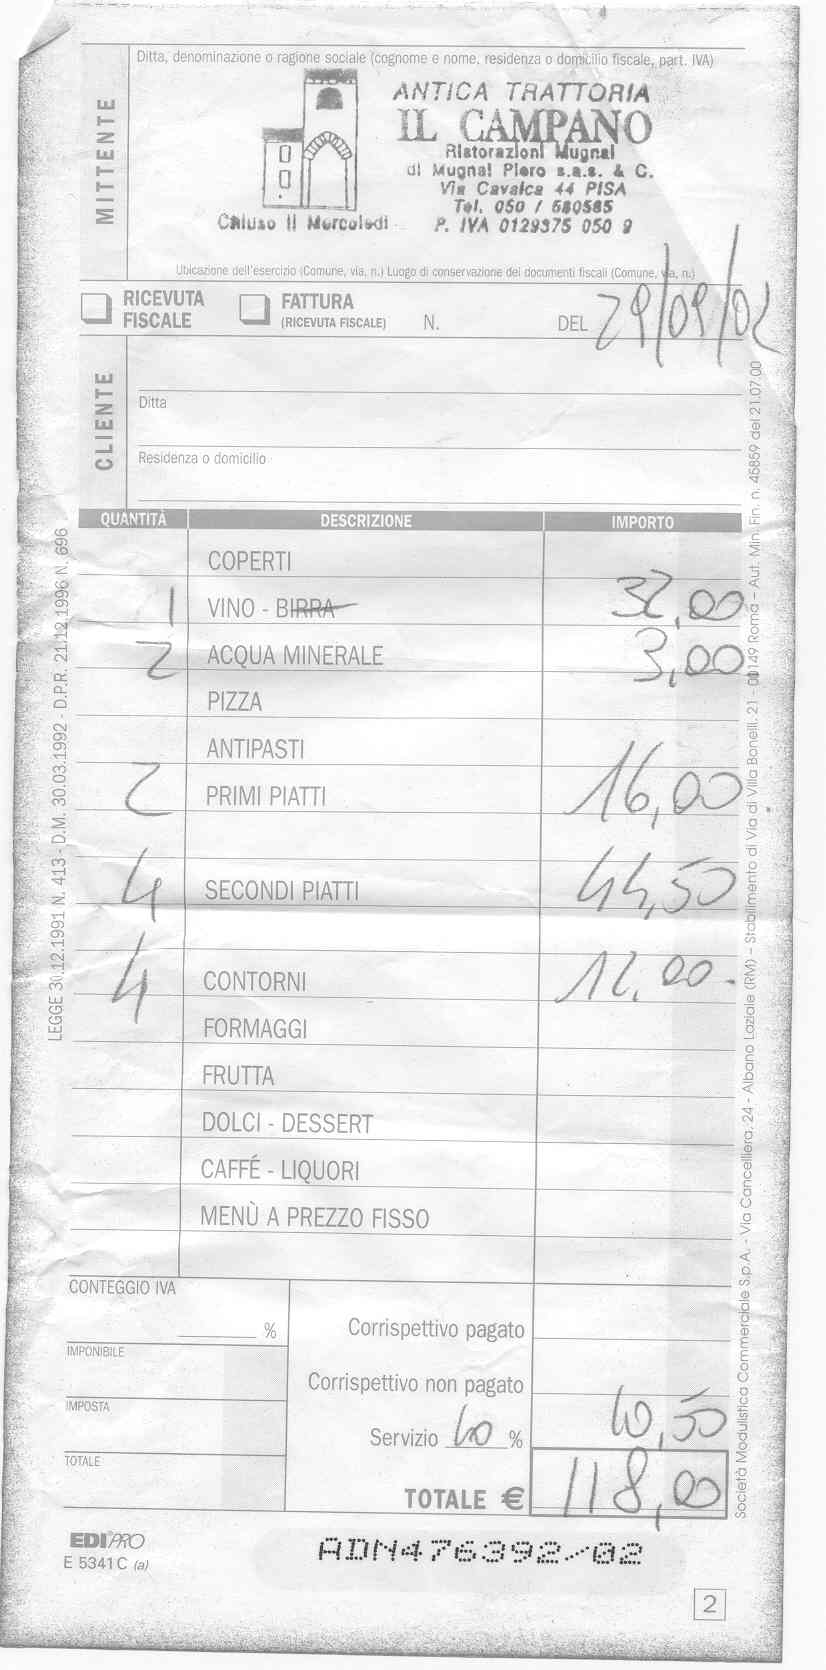 Ditta, denominazione o ragione sociale (cognome e nome, residenza o domicilio fiscale, part. IVA)
MITTENTE
ANTICA TRATTORIA
IL CAMPANO
Ristorazioni Mugnai
di Mugnai Piero s.a.s. & C.
Via Cavalca 44 PISA
Tel. 050 / 580585
Chiuso il Mercoledì
P. IVA 0129375 050 9
Ubicazione dell'esercizio (Comune, via, n.) Luogo di conservazione dei documenti fiscali (Comune, via, n.)
RICEVUTA FISCALE
FATTURA (RICEVUTA FISCALE)
N. DEL 29/09/02
CLIENTE
Ditta
Residenza o domicilio
QUANTITÀ DESCRIZIONE IMPORTO
COPERTI
1 VINO - BIRRA 32,00
2 ACQUA MINERALE 3,00
PIZZA
ANTIPASTI
2 PRIMI PIATTI 16,00
4 SECONDI PIATTI 44,50
4 CONTORNI 12,00
FORMAGGI
FRUTTA
DOLCI - DESSERT
CAFFÉ - LIQUORI
MENÙ A PREZZO FISSO
CONTEGGIO IVA
%
IMPONIBILE
IMPOSTA
TOTALE
Corrispettivo pagato
Corrispettivo non pagato
Servizio 10 % 10,50
TOTALE € 118,00
EDIPRO
E 5341C (a)
ADN476392/02
2
LEGGE 30.12.1991 N. 413 - D.M. 30.03.1992 - D.P.R. 21.12.1996 N. 696
Società Modulistica Commerciale S.p.A. - Via Cancelliera, 24 - Albano Laziale (RM) - Stabilimento di Via di Villa Bonelli, 21 - 00149 Roma - Aut. Min. Fin. n. 45859 del 21.07.00